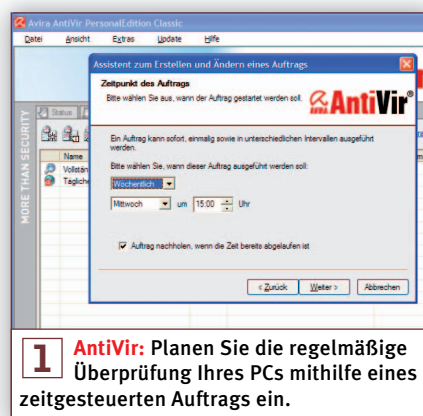 Avira AntiVir PersonalEdition Classic
Datei Ansicht Extras Update Hilfe
Assistent zum Erstellen und Ändern eines Auftrags
Zeitpunkt des Auftrags
Bitte wählen Sie aus, wann der Auftrag gestartet werden soll.
AntiVir®
MORE THAN SECURITY
Status
Name
Vollstän
Tägliche
Ein Auftrag kann sofort, einmalig sowie in unterschiedlichen Intervallen ausgeführt
werden.
Bitte wählen Sie, wann dieser Auftrag ausgeführt werden soll:
Wöchentlich
Mittwoch um 15:00 Uhr
Auftrag nachholen, wenn die Zeit bereits abgelaufen ist
< Zurück Weiter > Abbrechen
1 AntiVir: Planen Sie die regelmäßige
Überprüfung Ihres PCs mithilfe eines
zeitgesteuerten Auftrags ein.